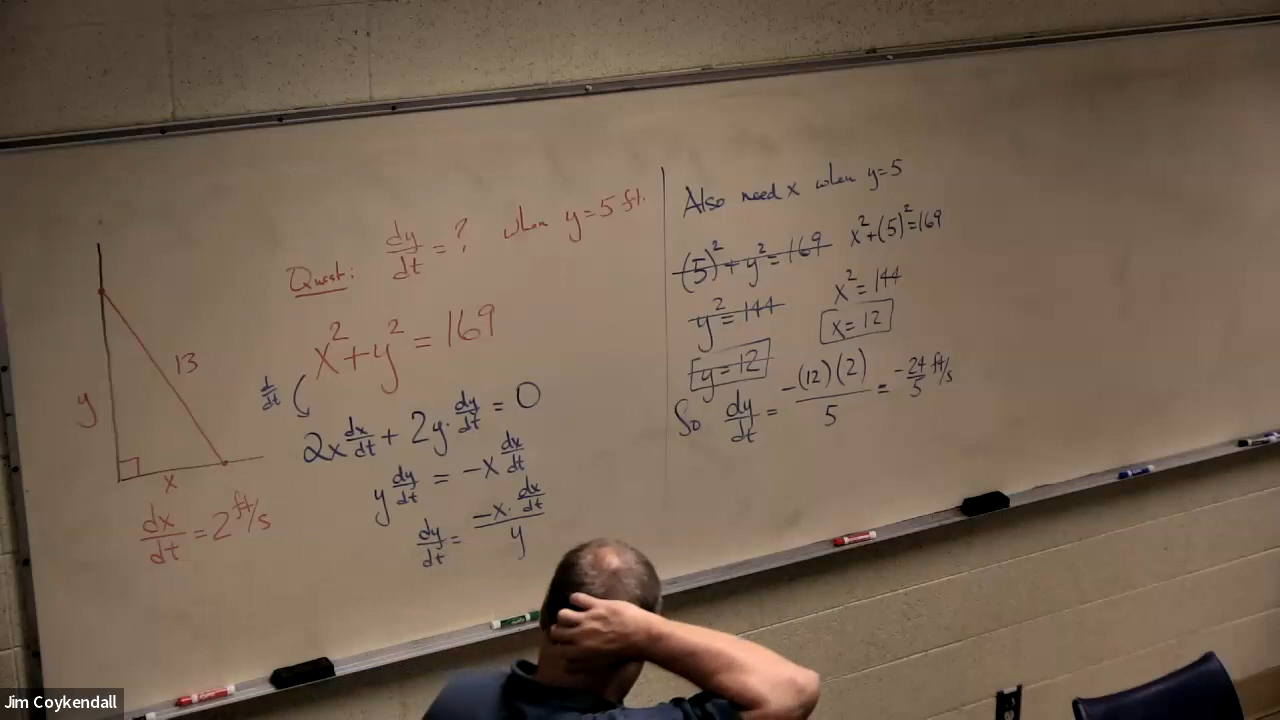 Quest: dy/dt = ? when y=5 ft.
x²+y² = 169
13
y
x
dx/dt = 2 ft/s
d/dt
2x dx/dt + 2y · dy/dt = 0
y dy/dt = -x dx/dt
dy/dt = -x · dx/dt / y
Also need x when y=5
(5)²+y²=169
x²+(5)²=169
y²=144
x²=144
y=12
x=12
So dy/dt = -(12)(2)/5 = -24/5 ft/s
Jim Coykendall